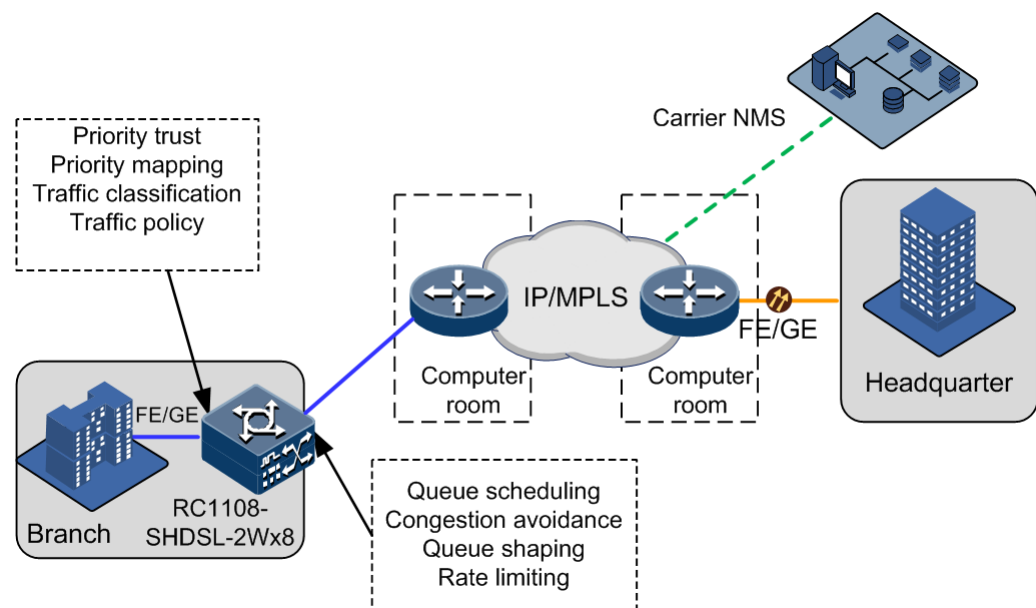 Carrier NMS
Priority trust
Priority mapping
Traffic classification
Traffic policy
IP/MPLS
FE/GE
Computer
room
Computer
room
Headquarter
FE/GE
Branch
RC1108-
SHDSL-2Wx8
Queue scheduling
Congestion avoidance
Queue shaping
Rate limiting